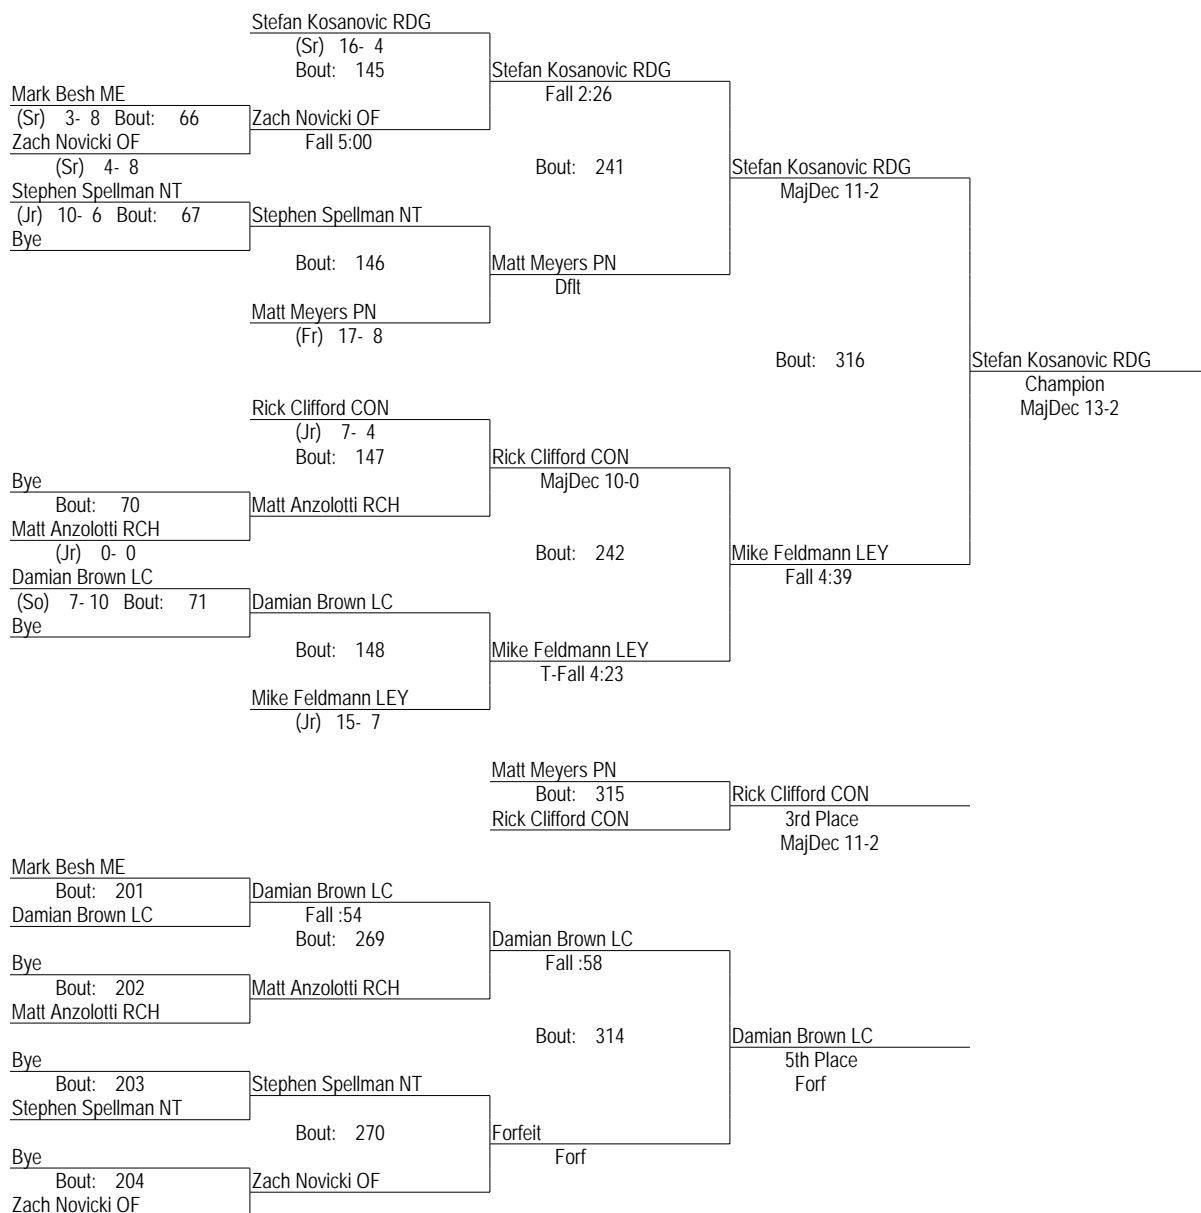 Stefan Kosanovic RDG
(Sr) 16- 4
Bout: 145
Stefan Kosanovic RDG
Mark Besh ME
Fall 2:26
(Sr) 3- 8 Bout: 66
Zach Novicki OF
Zach Novicki OF
Fall 5:00
(Sr) 4- 8
Bout: 241
Stefan Kosanovic RDG
Stephen Spellman NT
MajDec 11-2
(Jr) 10- 6 Bout: 67
Stephen Spellman NT
Bye
Bout: 146
Matt Meyers PN
Dflt
Matt Meyers PN
(Fr) 17- 8
Bout: 316
Stefan Kosanovic RDG
Champion
Rick Clifford CON
MajDec 13-2
(Jr) 7- 4
Bout: 147
Rick Clifford CON
Bye
MajDec 10-0
Bout: 70
Matt Anzolotti RCH
Matt Anzolotti RCH
(Jr) 0- 0
Bout: 242
Mike Feldmann LEY
Damian Brown LC
Fall 4:39
(So) 7- 10 Bout: 71
Damian Brown LC
Bye
Bout: 148
Mike Feldmann LEY
T-Fall 4:23
Mike Feldmann LEY
(Jr) 15- 7
Matt Meyers PN
Bout: 315
Rick Clifford CON
Rick Clifford CON
3rd Place
MajDec 11-2
Mark Besh ME
Bout: 201
Damian Brown LC
Damian Brown LC
Fall :54
Bout: 269
Damian Brown LC
Bye
Fall :58
Bout: 202
Matt Anzolotti RCH
Matt Anzolotti RCH
Bout: 314
Damian Brown LC
Bye
5th Place
Bout: 203
Stephen Spellman NT
Forf
Stephen Spellman NT
Bout: 270
Forfeit
Bye
Forf
Bout: 204
Zach Novicki OF
Zach Novicki OF